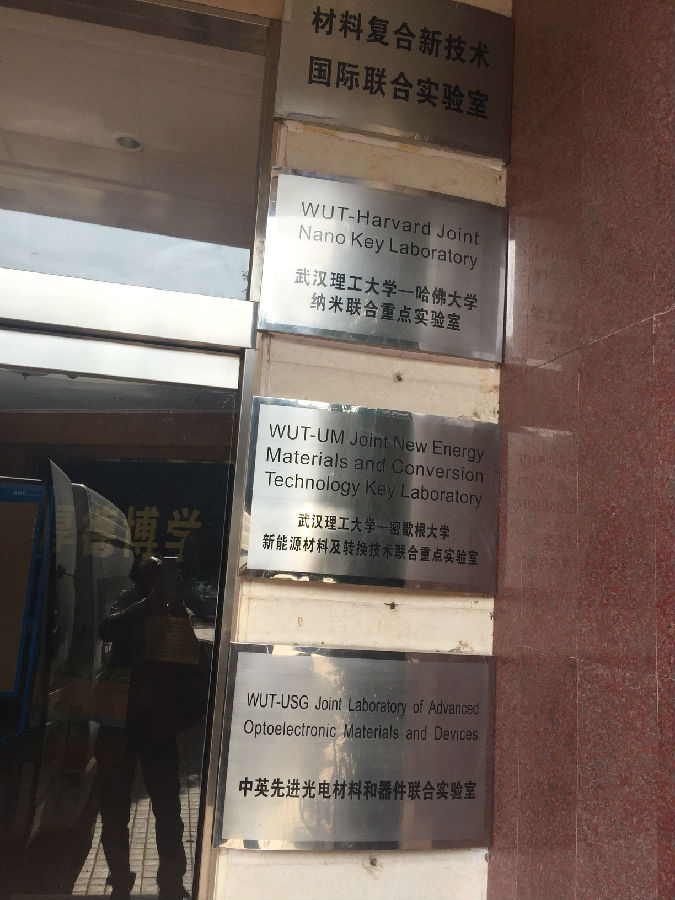 材料复合新技术
国际联合实验室
WUT-Harvard Joint
Nano Key Laboratory
武汉理工大学—哈佛大学
纳米联合重点实验室
WUT-UM Joint New Energy
Materials and Conversion
Technology Key Laboratory
武汉理工大学—密歇根大学
新能源材料及转换技术联合重点实验室
WUT-USG Joint Laboratory of Advanced
Optoelectronic Materials and Devices
中英先进光电材料和器件联合实验室
厚德博学